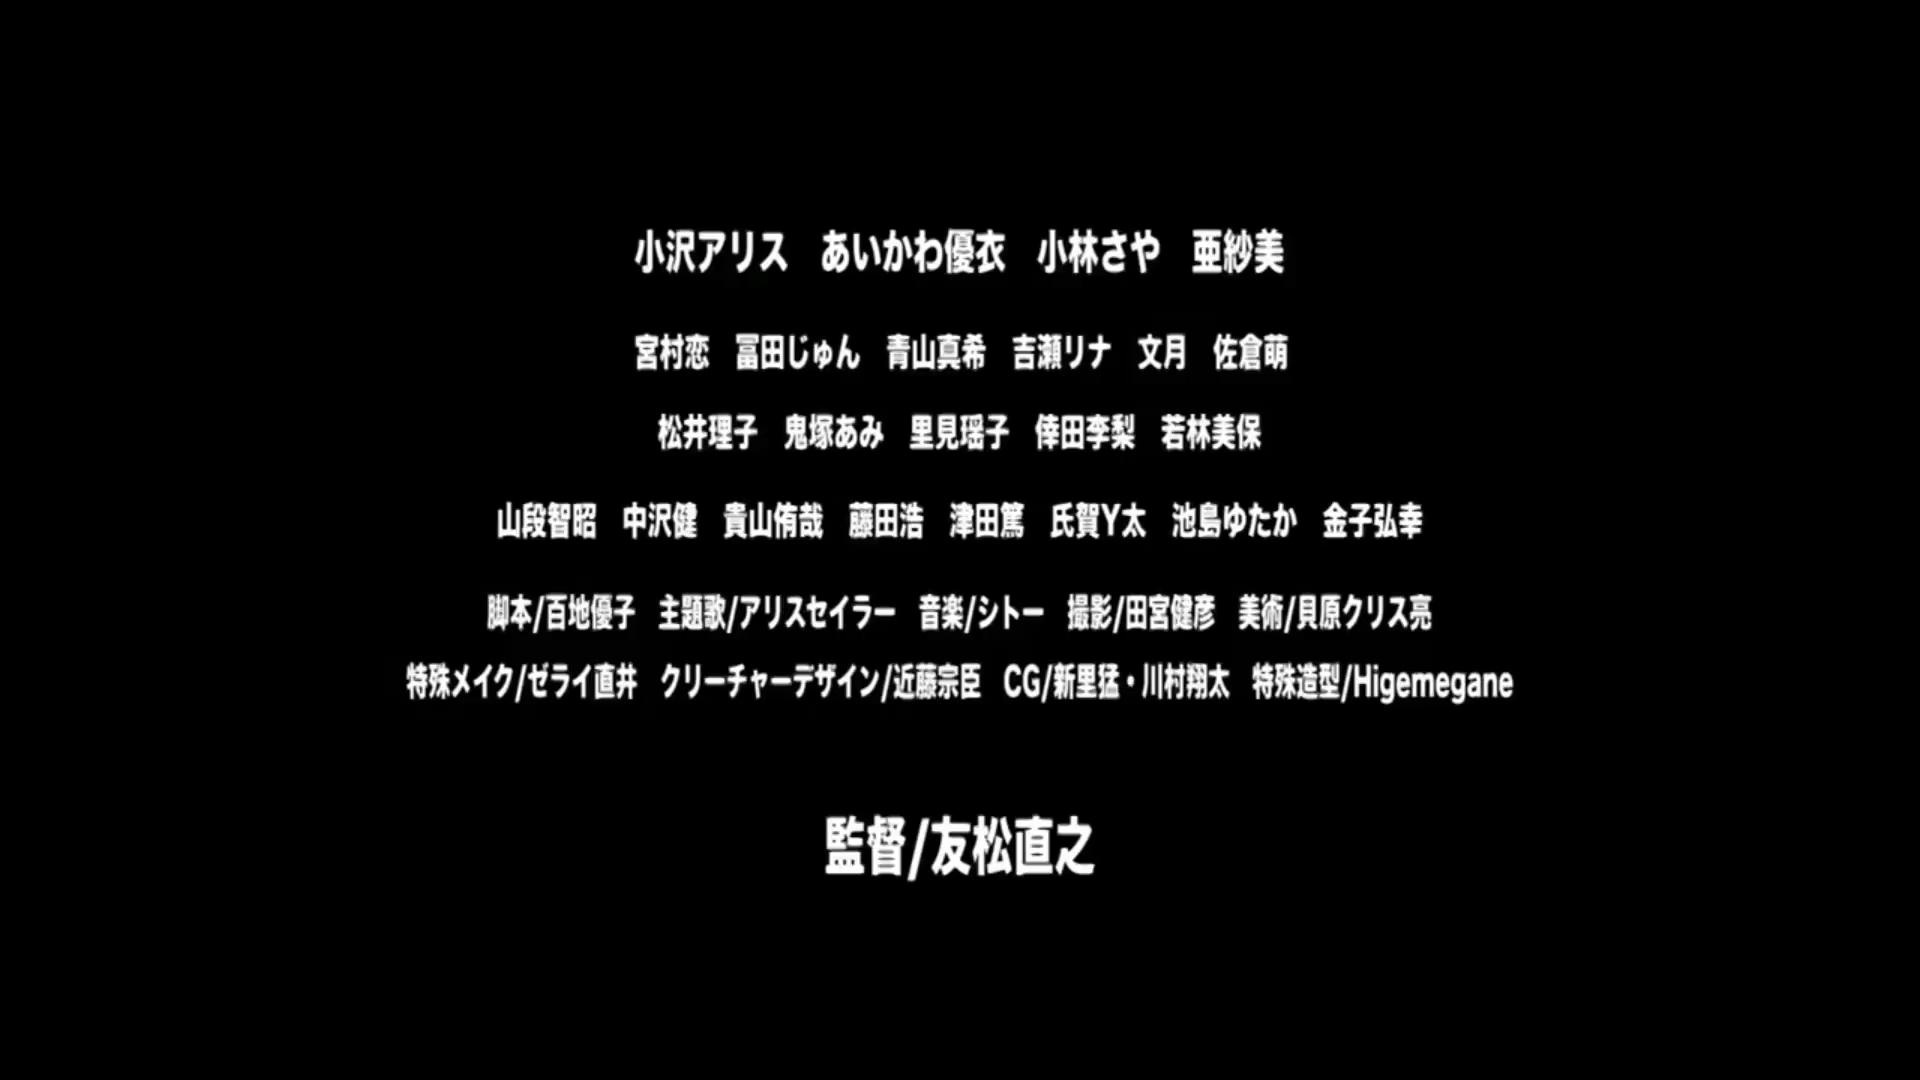 小沢アリス　あいかわ優衣　小林さや　亜紗美
宮村恋　冨田じゅん　青山真希　吉瀬リナ　文月　佐倉萌
松井理子　鬼塚あみ　里見瑶子　倖田李梨　若林美保
山段智昭　中沢健　貴山侑哉　藤田浩　津田篤　氏賀Y太　池島ゆたか　金子弘幸
脚本/百地優子　主題歌/アリスセイラー　音楽/シトー　撮影/田宮健彦　美術/貝原クリス亮
特殊メイク/ゼライ直井　クリーチャーデザイン/近藤宗臣　CG/新里猛・川村翔太　特殊造型/Higemegane
監督/友松直之